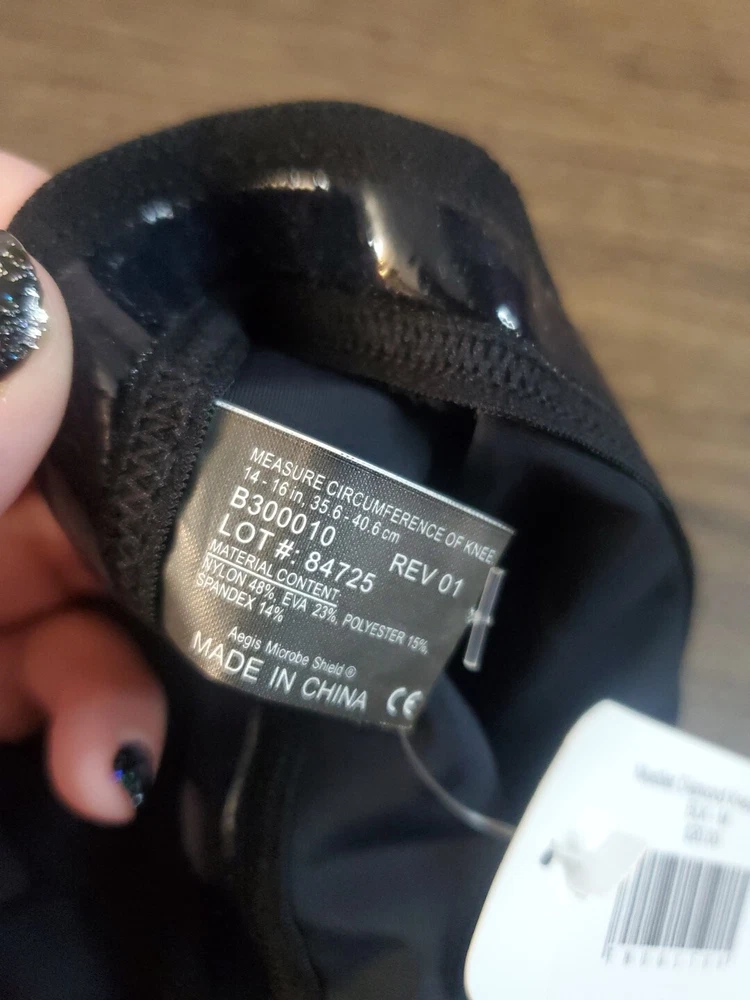 MEASURE CIRCUMFERENCE OF KNEE
14 - 16 in, 35.6 - 40.6 cm
B300010
LOT #: 84725 REV 01
MATERIAL CONTENT:
NYLON 48%, EVA 23%, POLYESTER 15%,
SPANDEX 14%
Aegis Microbe Shield ®
MADE IN CHINA CE